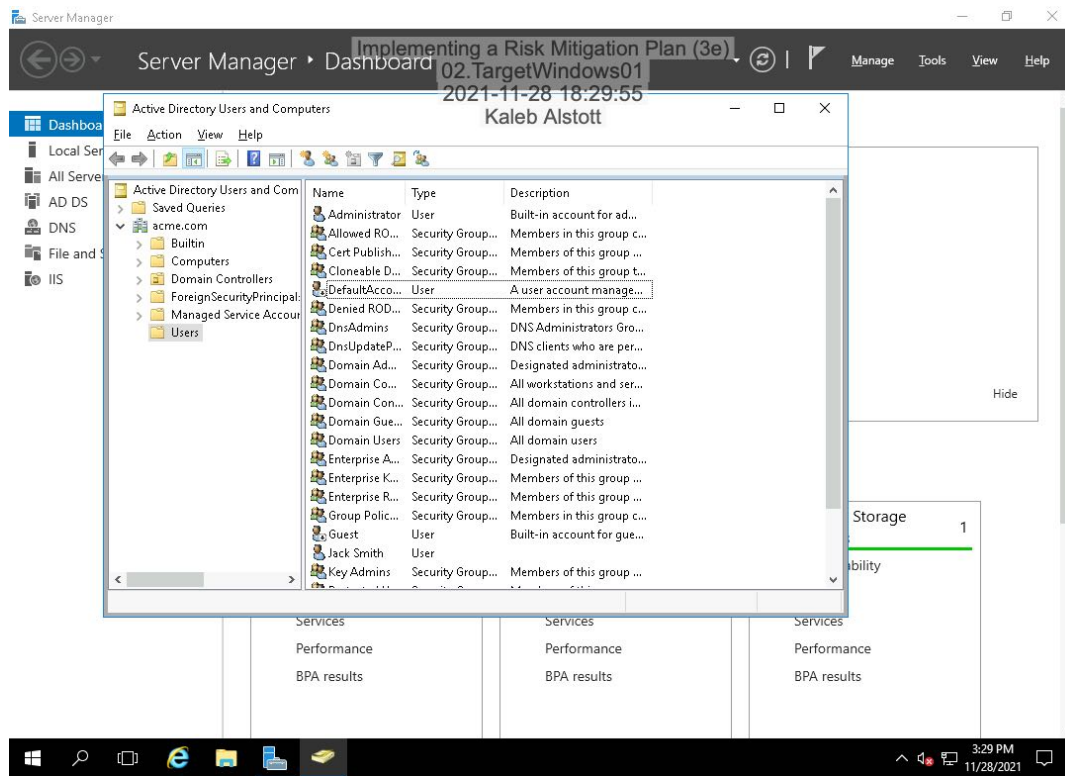 Server Manager
Server Manager • Dashboard
Implementing a Risk Mitigation Plan (3e)
02.TargetWindows01
2021-11-28 18:29:55
Kaleb Alstott
Manage Tools View Help
Dashboa
Local Ser
All Serve
AD DS
DNS
File and S
IIS
Active Directory Users and Computers
File Action View Help
Active Directory Users and Com
Saved Queries
acme.com
Builtin
Computers
Domain Controllers
ForeignSecurityPrincipal:
Managed Service Accour
Users
Name Type Description
Administrator User Built-in account for ad...
Allowed RO... Security Group... Members in this group c...
Cert Publish... Security Group... Members of this group ...
Cloneable D... Security Group... Members of this group t...
DefaultAcco... User A user account manage...
Denied ROD... Security Group... Members in this group c...
DnsAdmins Security Group... DNS Administrators Gro...
DnsUpdateP... Security Group... DNS clients who are per...
Domain Ad... Security Group... Designated administrato...
Domain Co... Security Group... All workstations and ser...
Domain Con... Security Group... All domain controllers i...
Domain Gue... Security Group... All domain guests
Domain Users Security Group... All domain users
Enterprise A... Security Group... Designated administrato...
Enterprise K... Security Group... Members of this group ...
Enterprise R... Security Group... Members of this group ...
Group Polic... Security Group... Members in this group c...
Guest User Built-in account for gue...
Jack Smith User
Key Admins Security Group... Members of this group ...
Hide
Storage 1
ability
Services Services Services
Performance Performance Performance
BPA results BPA results BPA results
3:29 PM
11/28/2021